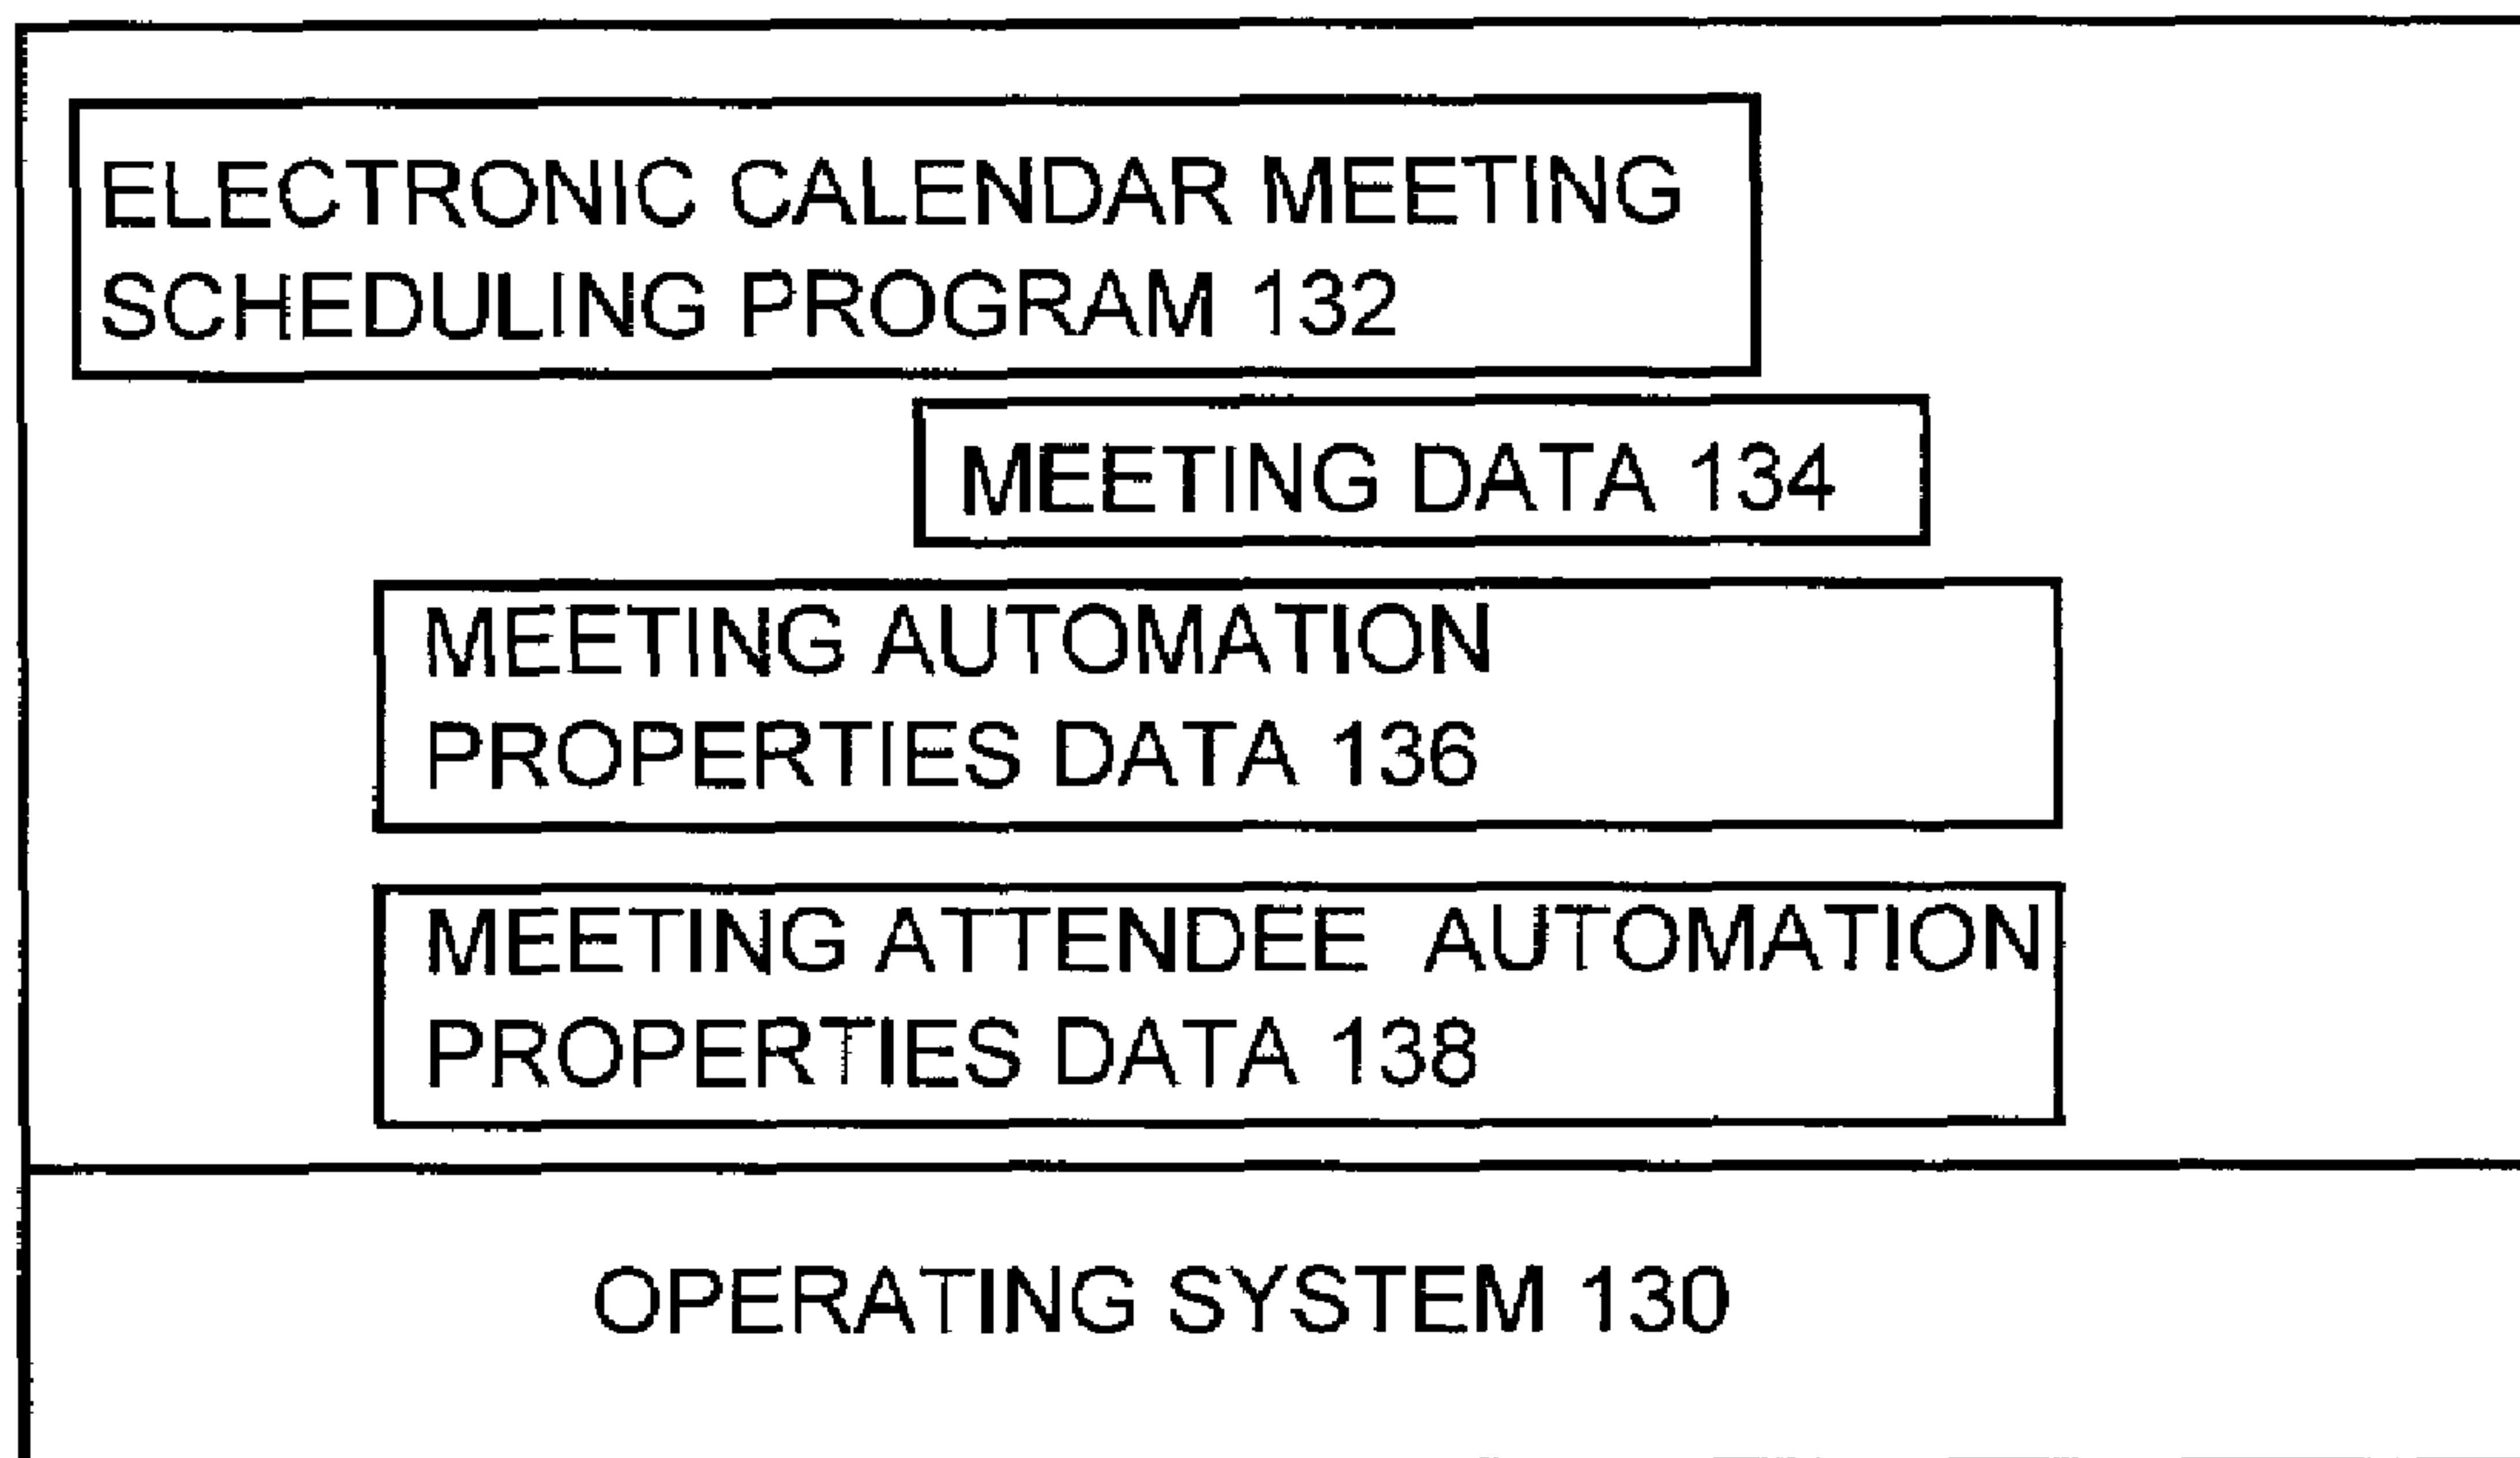 ELECTRONIC CALENDAR MEETING
SCHEDULING PROGRAM 132
MEETING DATA 134
MEETING AUTOMATION
PROPERTIES DATA 136
MEETING ATTENDEE AUTOMATION
PROPERTIES DATA 138
OPERATING SYSTEM 130